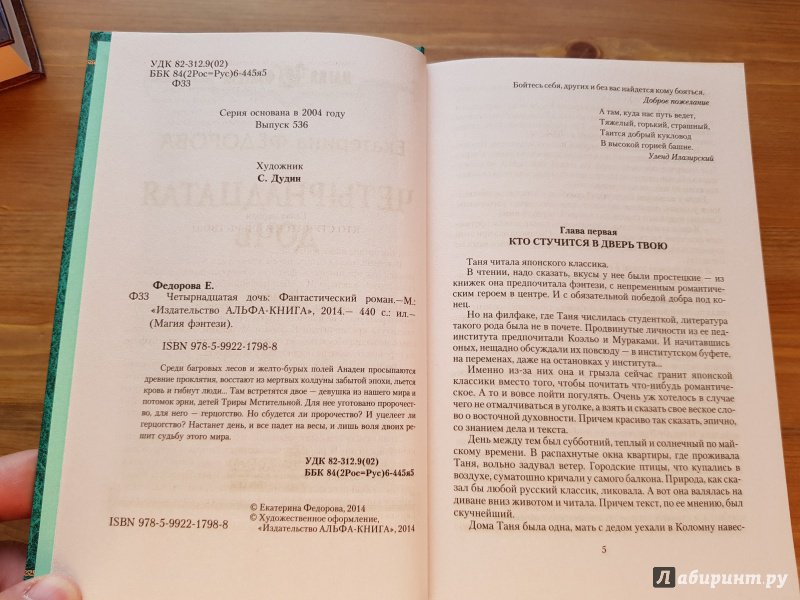 УДК 82-312.9(02)
ББК 84(2Рос=Рус)6-445я5
Ф33
Серия основана в 2004 году
Выпуск 536
Художник
С. Дудин
Федорова Е.
Ф33 Четырнадцатая дочь: Фантастический роман.—М.:
«Издательство АЛЬФА-КНИГА», 2014.— 440 с.: ил.—
(Магия фэнтези).
ISBN 978-5-9922-1798-8
Среди багровых лесов и желто-бурых полей Анадеи просыпаются
древние проклятия, восстают из мертвых колдуны забытой эпохи, льется
кровь и гибнут люди... Там встретятся двое — девушка из нашего мира и
потомок эрни, детей Триры Мстительной. Для нее уготовано пророчест-
во, для него — герцогство. Но сбудется ли пророчество? И уцелеет ли
герцогство? Настанет день, и все падет на весы, и лишь воля двоих ре-
шит судьбу этого мира.
УДК 82-312.9(02)
ББК 84(2Рос=Рус)6-445я5
© Екатерина Федорова, 2014
© Художественное оформление,
«Издательство АЛЬФА-КНИГА», 2014
ISBN 978-5-9922-1798-8
Бойтесь себя, других и без вас найдется кому бояться.
Доброе пожелание
А там, куда нас путь ведет,
Тяжелый, горький, страшный,
Таится добрый кукловод
В высокой горней башне.
Уленд Илазирский
Глава первая
КТО СТУЧИТСЯ В ДВЕРЬ ТВОЮ
Таня читала японского классика.
В чтении, надо сказать, вкусы у нее были простецкие — из
книжек она предпочитала фэнтези, с непременным романтиче-
ским героем в центре. И с обязательной победой добра под ко-
нец.
Но на филфаке, где Таня числилась студенткой, литература
такого рода была не в почете. Продвинутые личности из ее пед-
института предпочитали Коэльо и Мураками. И начитавшись
оных, нещадно обсуждали их повсюду — в институтском буфете,
на переменах, даже на остановках у института...
Именно из-за них она и грызла сейчас гранит японской
классики вместо того, чтобы почитать что-нибудь романтиче-
ское. А то и вовсе пойти погулять. Очень уж хотелось в случае
чего не отмалчиваться в уголке, а взять и сказать свое веское сло-
во о восточной духовности. Причем красиво так сказать, эпично,
со знанием дела и текста.
День между тем был субботний, теплый и солнечный по май-
скому времени. В распахнутые окна квартиры, где проживала
Таня, вольно задувал ветер. Городские птицы, что купались в
воздухе, суматошно кричали у самого балкона. Природа, как ска-
зал бы любой русский классик, ликовала. А вот она валялась на
диване вниз животом и читала. Причем текст, по ее мнению, был
скучнейший.
Дома Таня была одна, мать с дедом уехали в Коломну навес-
5
Лабиринт.ру